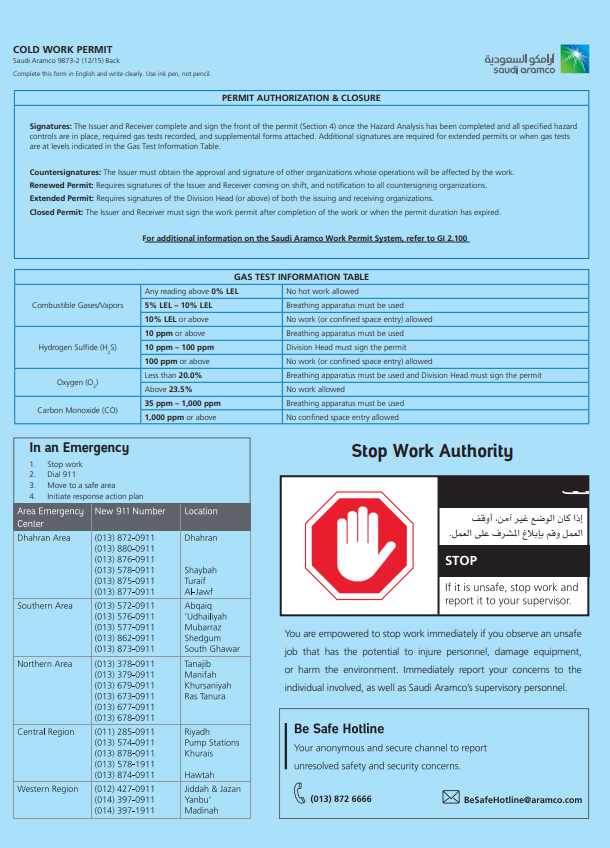 COLD WORK PERMIT
Saudi Aramco 9873-2 (12/15) Back
Complete this form in English and write clearly. Use ink pen, not pencil.
أرامكو السعودية
saudi aramco
PERMIT AUTHORIZATION & CLOSURE
Signatures: The Issuer and Receiver complete and sign the front of the permit (Section 4) once the Hazard Analysis has been completed and all specified hazard
controls are in place, required gas tests recorded, and supplemental forms attached. Additional signatures are required for extended permits or when gas tests
are at levels indicated in the Gas Test Information Table.
Countersignatures: The Issuer must obtain the approval and signature of other organizations whose operations will be affected by the work.
Renewed Permit: Requires signatures of the Issuer and Receiver coming on shift, and notification to all countersigning organizations.
Extended Permit: Requires signatures of the Division Head (or above) of both the issuing and receiving organizations.
Closed Permit: The Issuer and Receiver must sign the work permit after completion of the work or when the permit duration has expired.
For additional information on the Saudi Aramco Work Permit System, refer to GI 2.100
GAS TEST INFORMATION TABLE
Combustible Gases/Vapors
Any reading above 0% LEL No hot work allowed
5% LEL – 10% LEL Breathing apparatus must be used
10% LEL or above No work (or confined space entry) allowed
Hydrogen Sulfide (H2S)
10 ppm or above Breathing apparatus must be used
10 ppm – 100 ppm Division Head must sign the permit
100 ppm or above No work (or confined space entry) allowed
Oxygen (O2)
Less than 20.0% Breathing apparatus must be used and Division Head must sign the permit
Above 23.5% No work allowed
Carbon Monoxide (CO)
35 ppm – 1,000 ppm Breathing apparatus must be used
1,000 ppm or above No confined space entry allowed
In an Emergency
1. Stop work
2. Dial 911
3. Move to a safe area
4. Initiate response action plan
Area Emergency Center New 911 Number Location
Dhahran Area (013) 872-0911 Dhahran
(013) 880-0911
(013) 876-0911
(013) 578-0911 Shaybah
(013) 875-0911 Turaif
(013) 877-0911 Al-Jawf
Southern Area (013) 572-0911 Abqaiq
(013) 576-0911 'Udhailiyah
(013) 577-0911 Mubarraz
(013) 862-0911 Shedgum
(013) 873-0911 South Ghawar
Northern Area (013) 378-0911 Tanajib
(013) 379-0911 Manifah
(013) 679-0911 Khursaniyah
(013) 673-0911 Ras Tanura
(013) 677-0911
(013) 678-0911
Central Region (011) 285-0911 Riyadh
(013) 574-0911 Pump Stations
(013) 878-0911 Khurais
(013) 578-1911
(013) 874-0911 Hawtah
Western Region (012) 427-0911 Jiddah & Jazan
(014) 397-0911 Yanbu'
(014) 397-1911 Madinah
Stop Work Authority
إذا كان الوضع غير آمن، أوقف
العمل وقم بإبلاغ المشرف على العمل.
STOP
If it is unsafe, stop work and
report it to your supervisor.
You are empowered to stop work immediately if you observe an unsafe
job that has the potential to injure personnel, damage equipment,
or harm the environment. Immediately report your concerns to the
individual involved, as well as Saudi Aramco's supervisory personnel.
Be Safe Hotline
Your anonymous and secure channel to report
unresolved safety and security concerns.
(013) 872 6666
BeSafeHotline@aramco.com